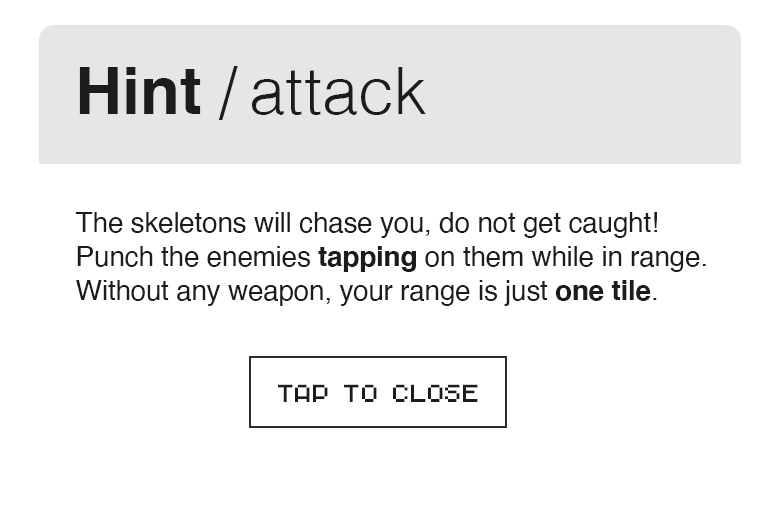 Hint / attack
The skeletons will chase you, do not get caught!
Punch the enemies tapping on them while in range.
Without any weapon, your range is just one tile.
TAP TO CLOSE